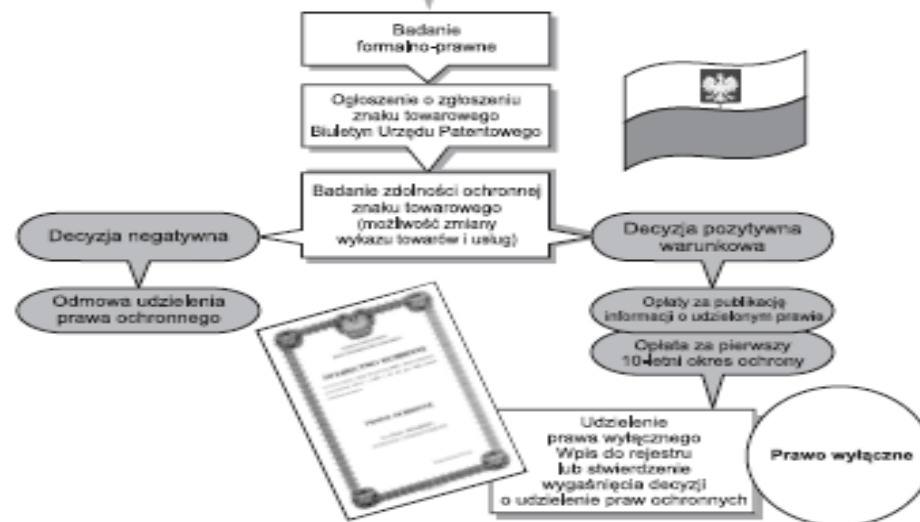 Badanie
formalno-prawne
Ogłoszenie o zgłoszeniu
znaku towarowego
Biuletyn Urzędu Patentowego
Badanie zdolności ochronnej
znaku towarowego
(możliwość zmiany
wykazu towarów i usług)
Decyzja negatywna
Decyzja pozytywna
warunkowa
Odmowa udzielenia
prawa ochronnego
Opłaty za publikację
informacji o udzielonym prawie
Opłata za pierwszy
10-letni okres ochrony
Udzielenie
prawa wyłącznego
Wpis do rejestru
lub stwierdzenie
wygaśnięcia decyzji
o udzielenie praw ochronnych
Prawo wyłączne